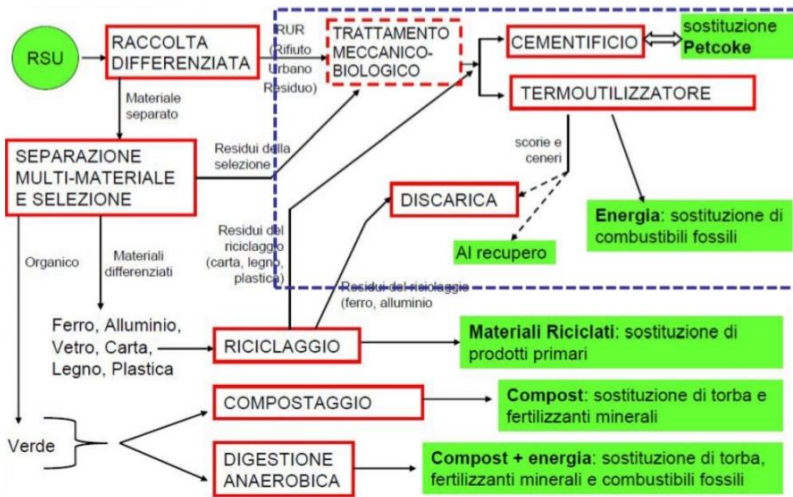 RSU
RACCOLTA
DIFFERENZIATA
RUR
(Rifiuto
Urbano
Residuo)
TRATTAMENTO
MECCANICO-
BIOLOGICO
CEMENTIFICIO
sostituzione
Petcoke
TERMOUTILIZZATORE
Materiale
separato
SEPARAZIONE
MULTI-MATERIALE
E SELEZIONE
Residui della
selezione
scorie e
ceneri
DISCARICA
Energia: sostituzione di
combustibili fossili
Al recupero
Organico
Materiali
differenziati
Residui del
riciclaggio
(carta, legno,
plastica)
Residui del riciclaggio
(ferro, alluminio
Ferro, Alluminio,
Vetro, Carta,
Legno, Plastica
RICICLAGGIO
Materiali Riciclati: sostituzione di
prodotti primari
COMPOSTAGGIO
Compost: sostituzione di torba e
fertilizzanti minerali
Verde
DIGESTIONE
ANAEROBICA
Compost + energia: sostituzione di torba,
fertilizzanti minerali e combustibili fossili